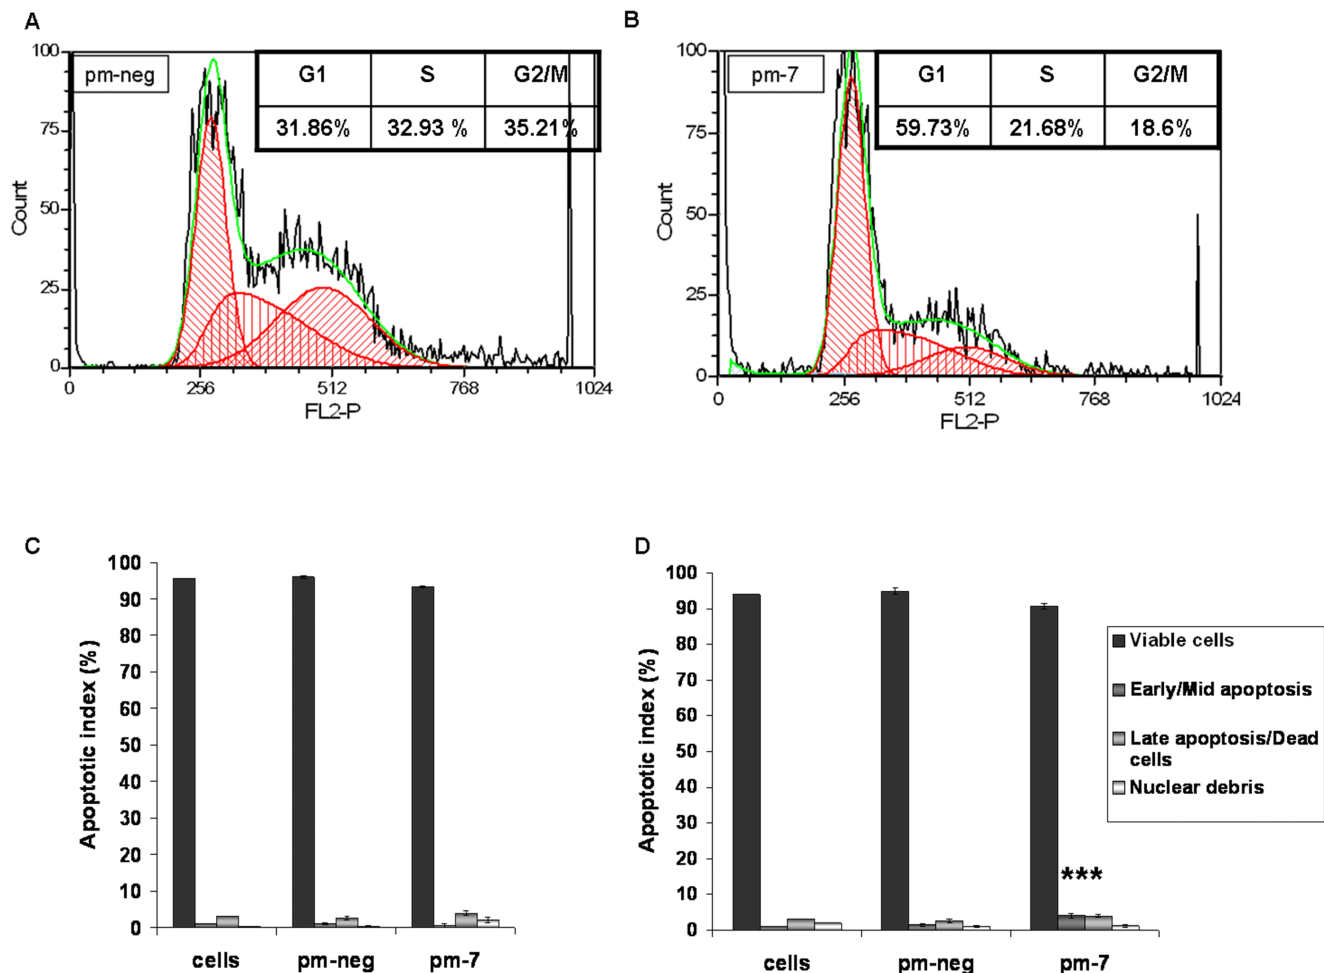 A
pm-neg
G1 S G2/M
31.86% 32.93 % 35.21%
100
75
50
25
0
Count
0 256 512 768 1024
FL2-P
B
pm-7
G1 S G2/M
59.73% 21.68% 18.6%
100
75
50
25
0
Count
0 256 512 768 1024
FL2-P
C
100
90
80
70
60
50
40
30
20
10
0
Apoptotic index (%)
cells pm-neg pm-7
D
100
90
80
70
60
50
40
30
20
10
0
Apoptotic index (%)
***
cells pm-neg pm-7
Viable cells
Early/Mid apoptosis
Late apoptosis/Dead
cells
Nuclear debris